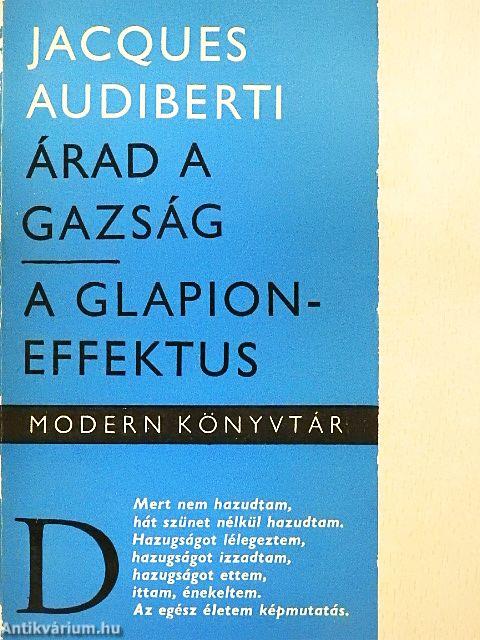 JACQUES
AUDIBERTI
ÁRAD A
GAZSÁG
A GLAPION-
EFFEKTUS
MODERN KÖNYVTÁR
D
Mert nem hazudtam,
hát szünet nélkül hazudtam.
Hazugságot lélegeztem,
hazugságot izzadtam,
hazugságot ettem,
ittam, énekeltem.
Az egész életem képmutatás.
Antikvárium.hu